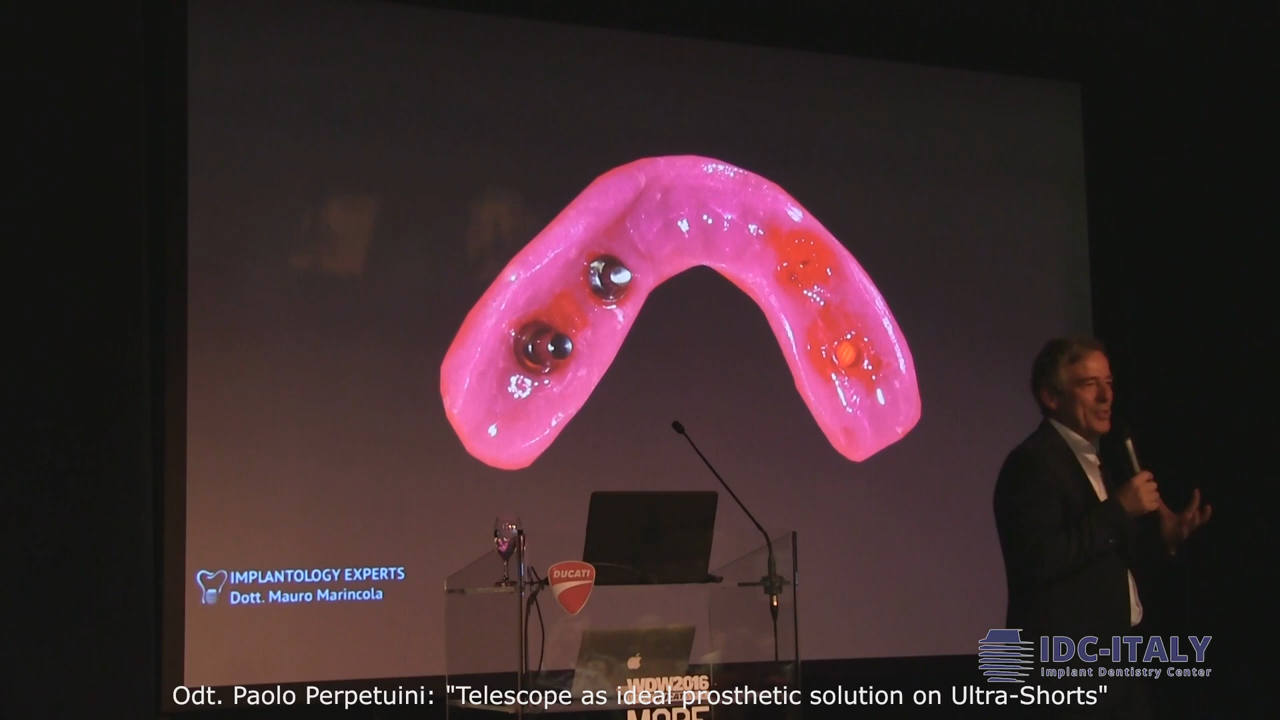 IMPLANTOLOGY EXPERTS
Dott. Mauro Marincola
DUCATI
WDW2016
MORE
IDC-ITALY
Implant Dentistry Center
Odt. Paolo Perpetuini: "Telescope as ideal prosthetic solution on Ultra-Shorts"